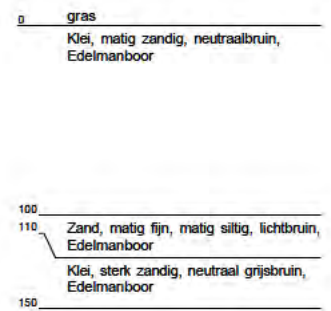 0 gras
Klei, matig zandig, neutraalbruin,
Edelmanboor
100
110 Zand, matig fijn, matig siltig, lichtbruin,
Edelmanboor
Klei, sterk zandig, neutraal grijsbruin,
Edelmanboor
150